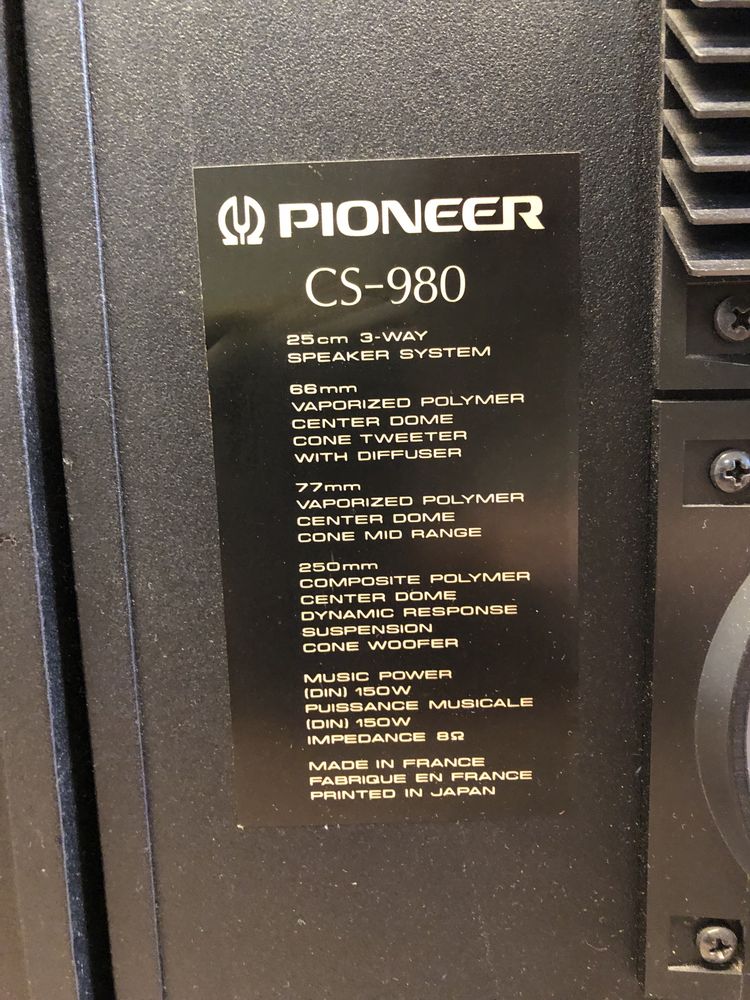 PIONEER
CS-980
25cm 3-WAY
SPEAKER SYSTEM
66mm
VAPORIZED POLYMER
CENTER DOME
CONE TWEETER
WITH DIFFUSER
77mm
VAPORIZED POLYMER
CENTER DOME
CONE MID RANGE
250mm
COMPOSITE POLYMER
CENTER DOME
DYNAMIC RESPONSE
SUSPENSION
CONE WOOFER
MUSIC POWER
(DIN) 150W
PUISSANCE MUSICALE
(DIN) 150W
IMPEDANCE 8Ω
MADE IN FRANCE
FABRIQUE EN FRANCE
PRINTED IN JAPAN